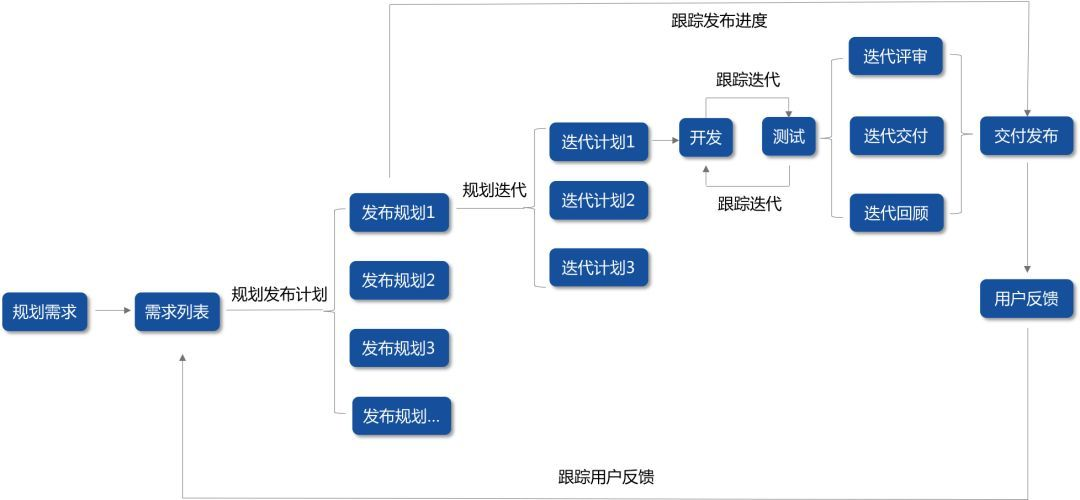 跟踪发布进度
迭代评审
跟踪迭代
迭代计划1
开发
测试
迭代交付
交付发布
规划迭代
迭代计划2
跟踪迭代
发布规划1
迭代回顾
迭代计划3
发布规划2
规划发布计划
用户反馈
规划需求
需求列表
发布规划3
发布规划...
跟踪用户反馈